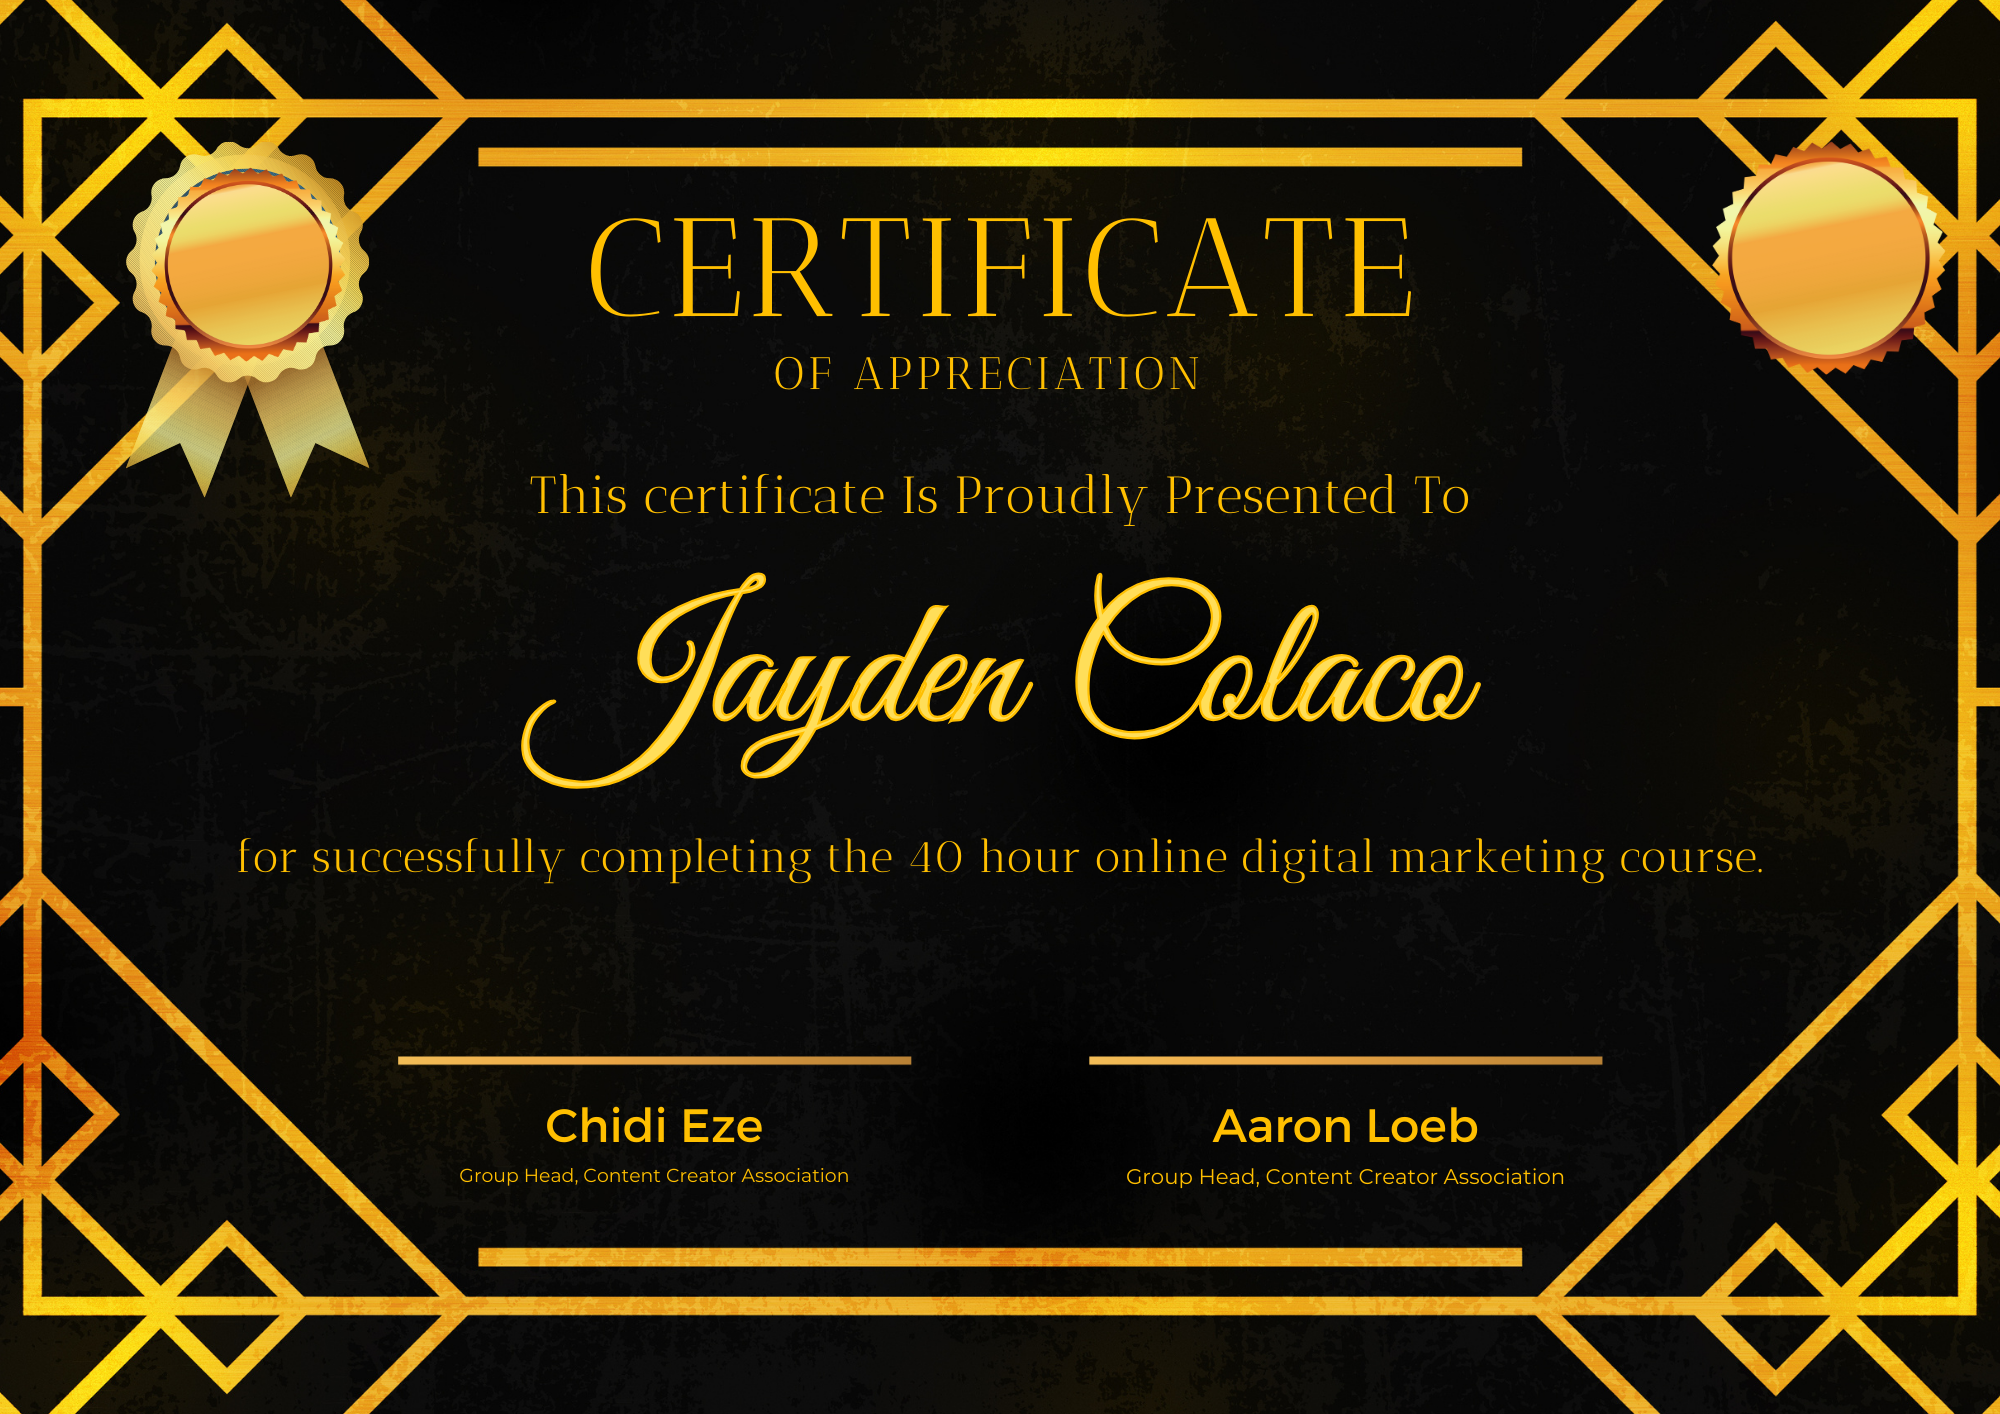 CERTIFICATE
OF APPRECIATION
This certificate Is Proudly Presented To
Jayden Colaco
for successfully completing the 40 hour online digital marketing course.
Chidi Eze
Group Head, Content Creator Association
Aaron Loeb
Group Head, Content Creator Association